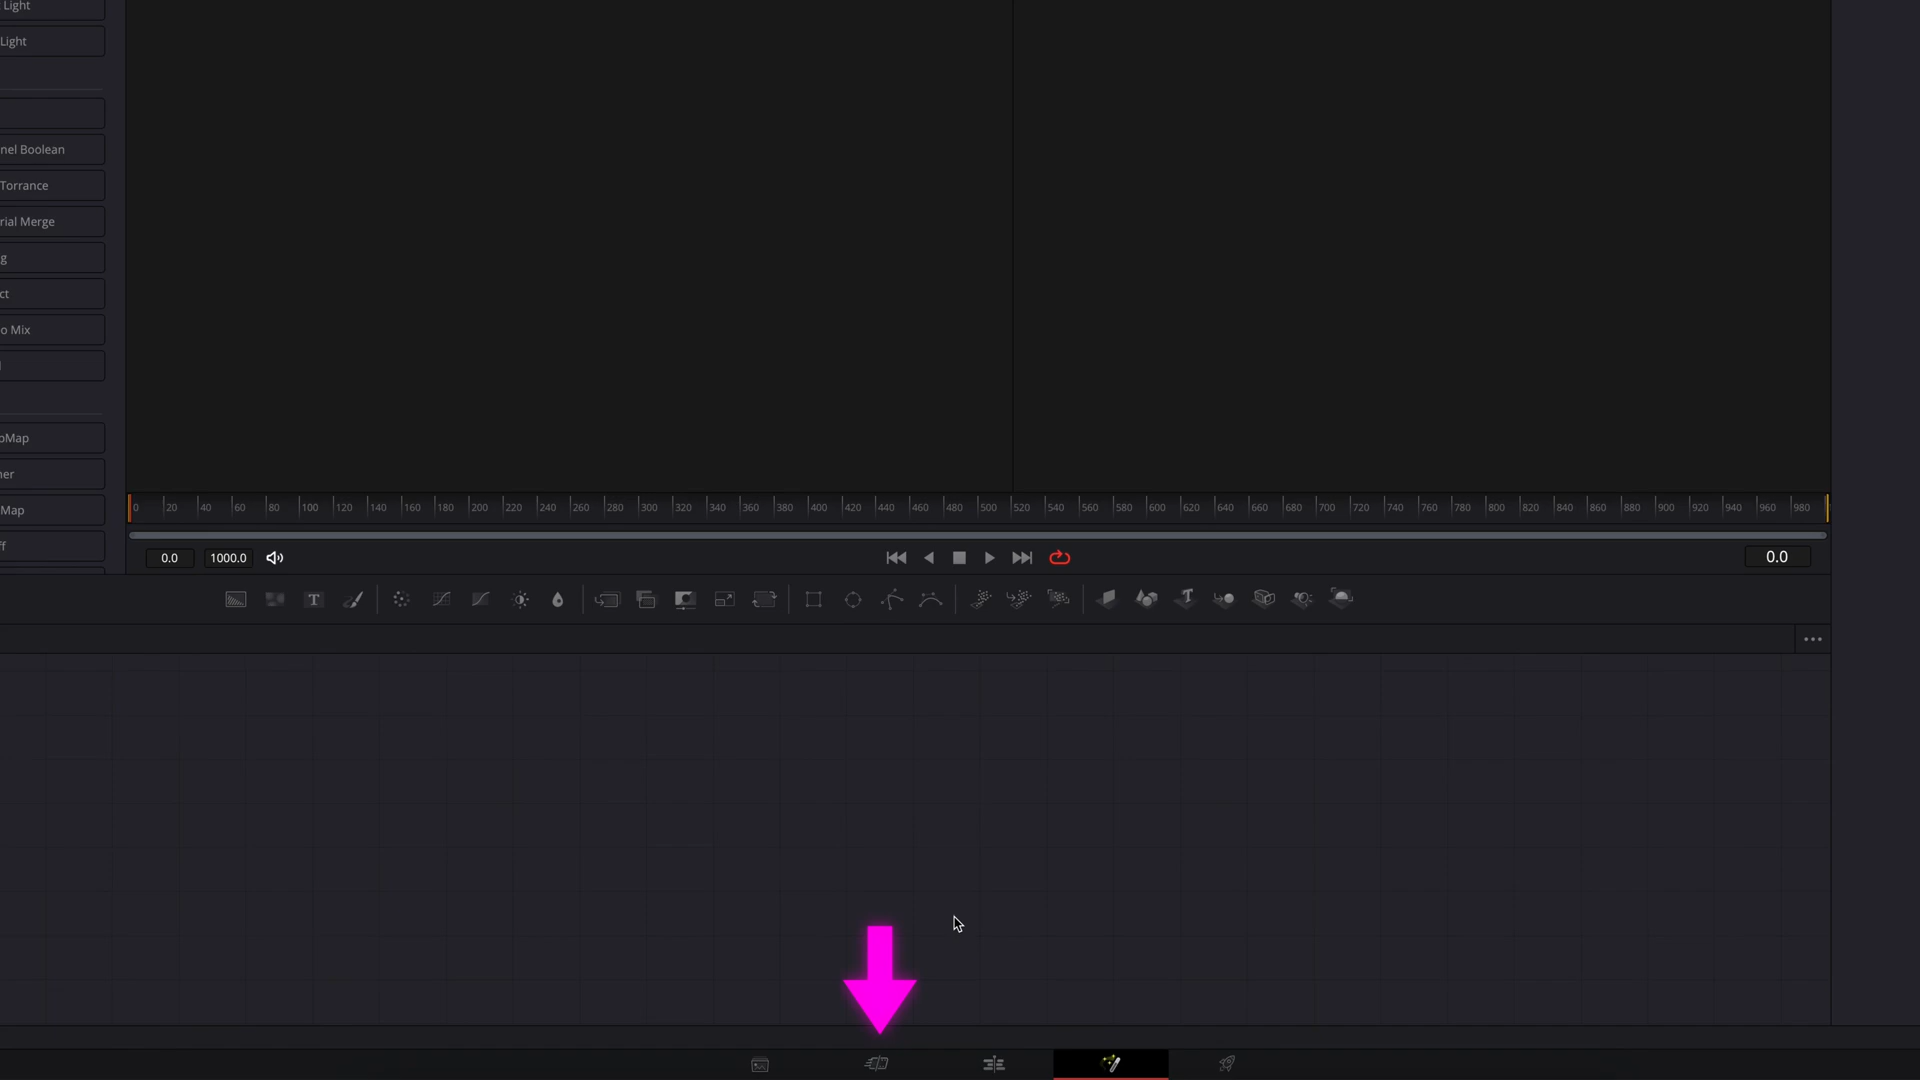 Light
Light
nel Boolean
Torrance
rial Merge
g
ct
o Mix
pMap
ner
Map
ff
0 20 40 60 80 100 120 140 160 180 200 220 240 260 280 300 320 340 360 380 400 420 440 460 480 500 520 540 560 580 600 620 640 660 680 700 720 740 760 780 800 820 840 860 880 900 920 940 960 980
0.0 1000.0 0.0
T T